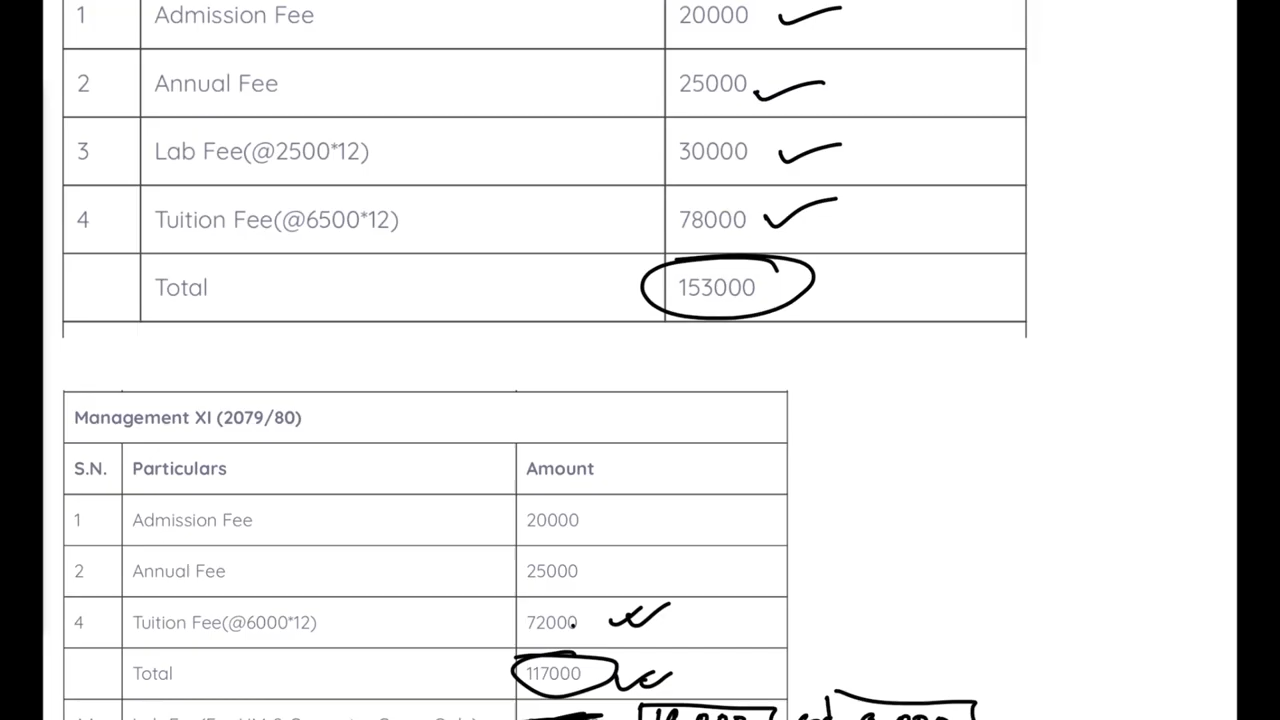 1 Admission Fee 20000
2 Annual Fee 25000
3 Lab Fee(@2500*12) 30000
4 Tuition Fee(@6500*12) 78000
Total 153000
Management XI (2079/80)
S.N. Particulars Amount
1 Admission Fee 20000
2 Annual Fee 25000
4 Tuition Fee(@6000*12) 72000
Total 117000